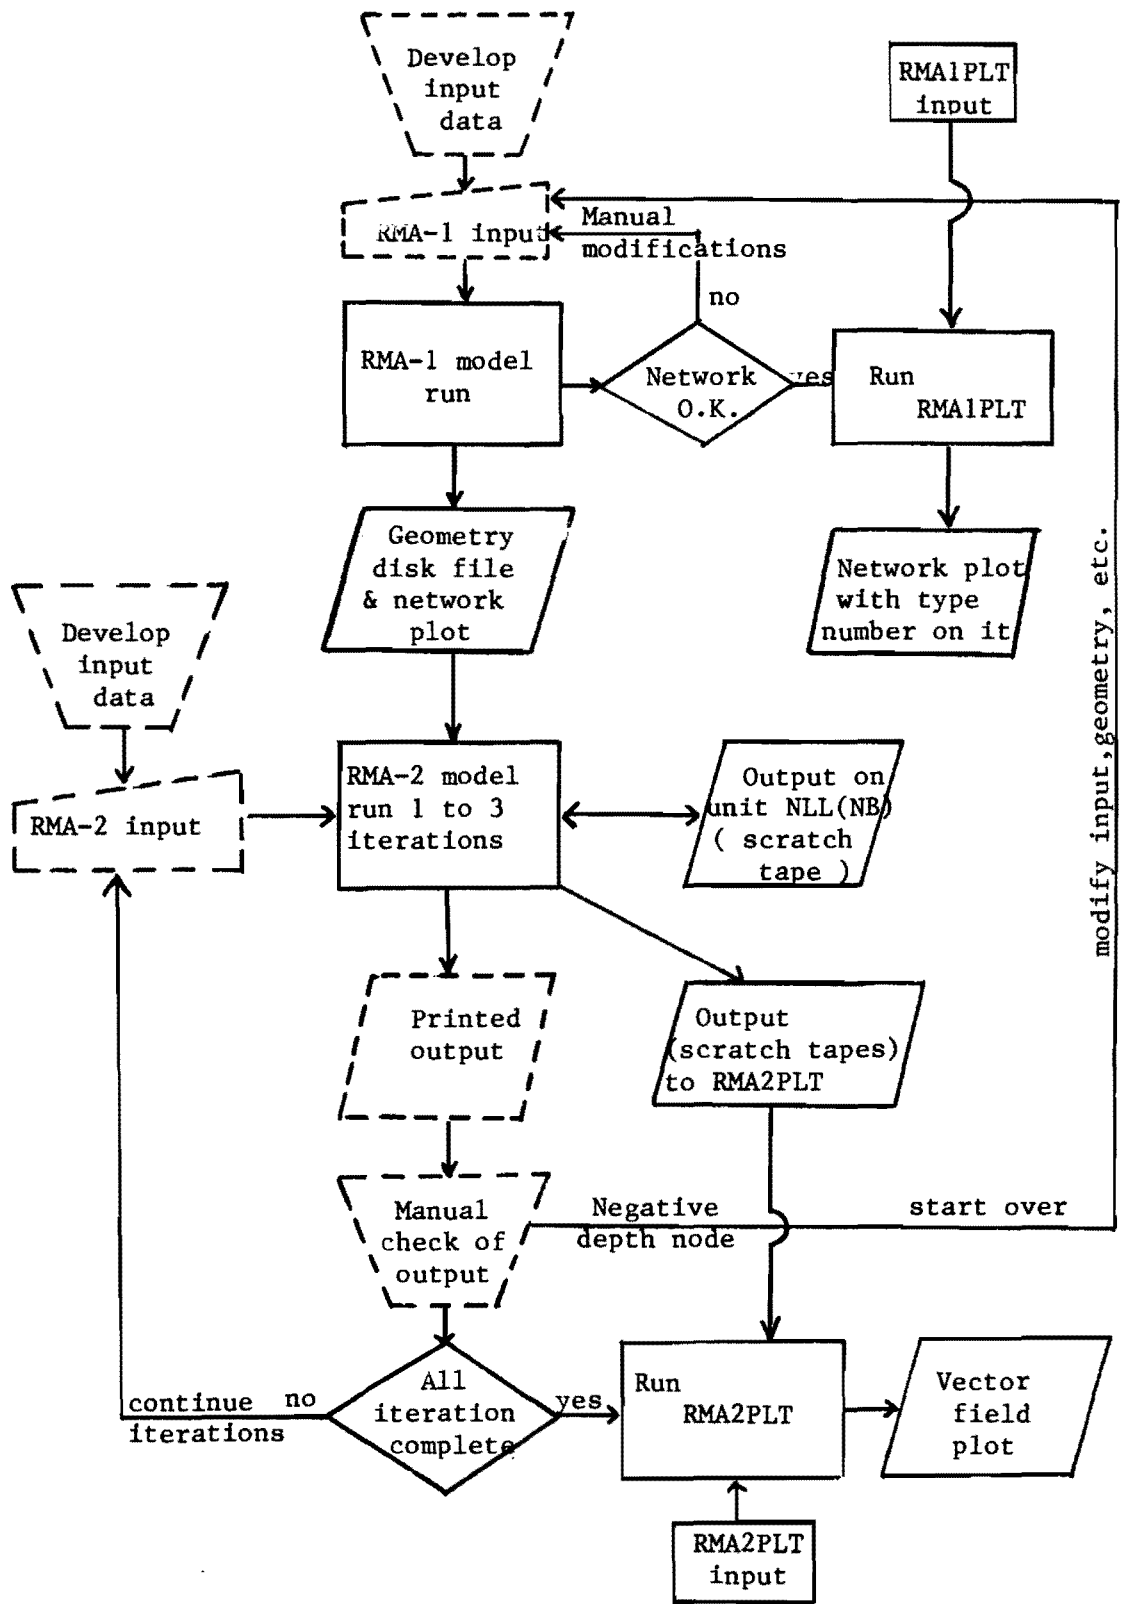 Develop
input
data
RMA1PLT
input
RMA-1 input
Manual
modifications
no
RMA-1 model
run
Network
O.K.
yes
Run
RMA1PLT
Geometry
disk file
& network
plot
Network plot
with type
number on it
modify input,geometry, etc.
Develop
input
data
RMA-2 input
RMA-2 model
run 1 to 3
iterations
Output on
unit NLL(NB)
( scratch
tape )
Printed
output
Output
(scratch tapes)
to RMA2PLT
Manual
check of
output
Negative
depth node
start over
continue no
iterations
All
iteration
complete
yes
Run
RMA2PLT
Vector
field
plot
RMA2PLT
input